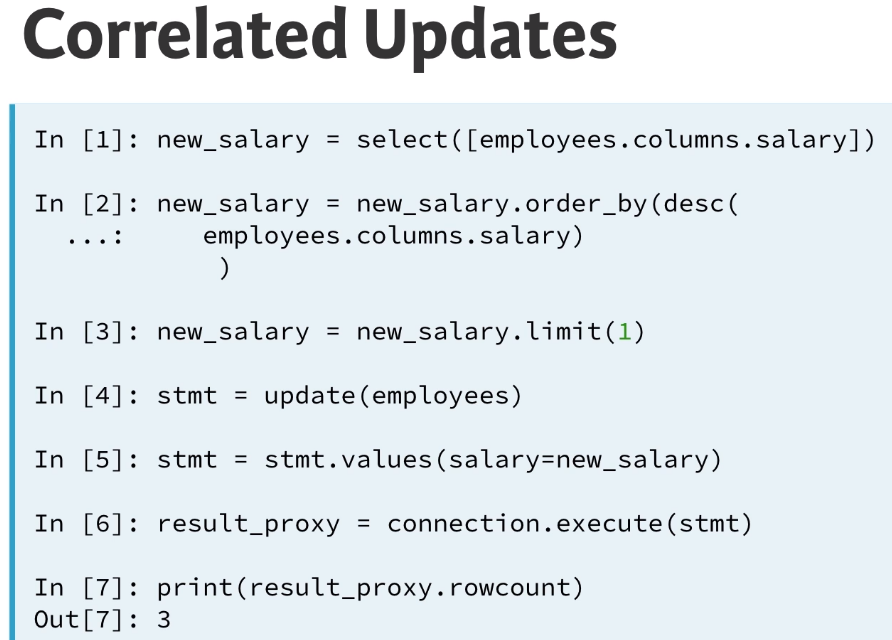 Correlated Updates
In [1]: new_salary = select([employees.columns.salary])
In [2]: new_salary = new_salary.order_by(desc(
...: employees.columns.salary)
)
In [3]: new_salary = new_salary.limit(1)
In [4]: stmt = update(employees)
In [5]: stmt = stmt.values(salary=new_salary)
In [6]: result_proxy = connection.execute(stmt)
In [7]: print(result_proxy.rowcount)
Out[7]: 3